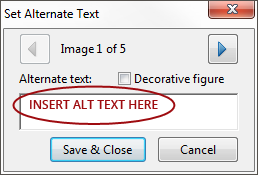 Set Alternate Text
Image 1 of 5
Alternate text: Decorative figure
INSERT ALT TEXT HERE
Save & Close Cancel